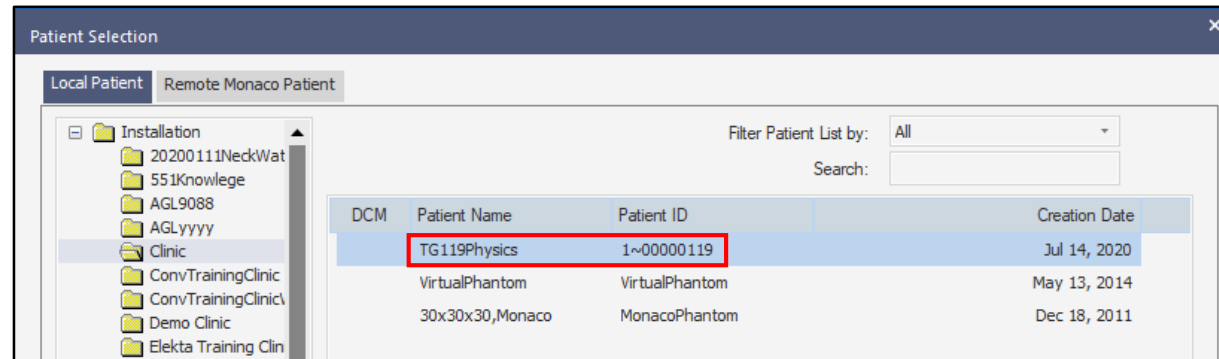 Patient Selection
×
Local Patient Remote Monaco Patient
Installation
20200111NeckWat
551Knowlege
AGL9088
AGLyyyy
Clinic
ConvTrainingClinic
ConvTrainingClinic
Demo Clinic
Elekta Training Clin
Filter Patient List by: All
Search:
DCM Patient Name Patient ID Creation Date
TG119Physics 1~00000119 Jul 14, 2020
VirtualPhantom VirtualPhantom May 13, 2014
30x30x30,Monaco MonacoPhantom Dec 18, 2011